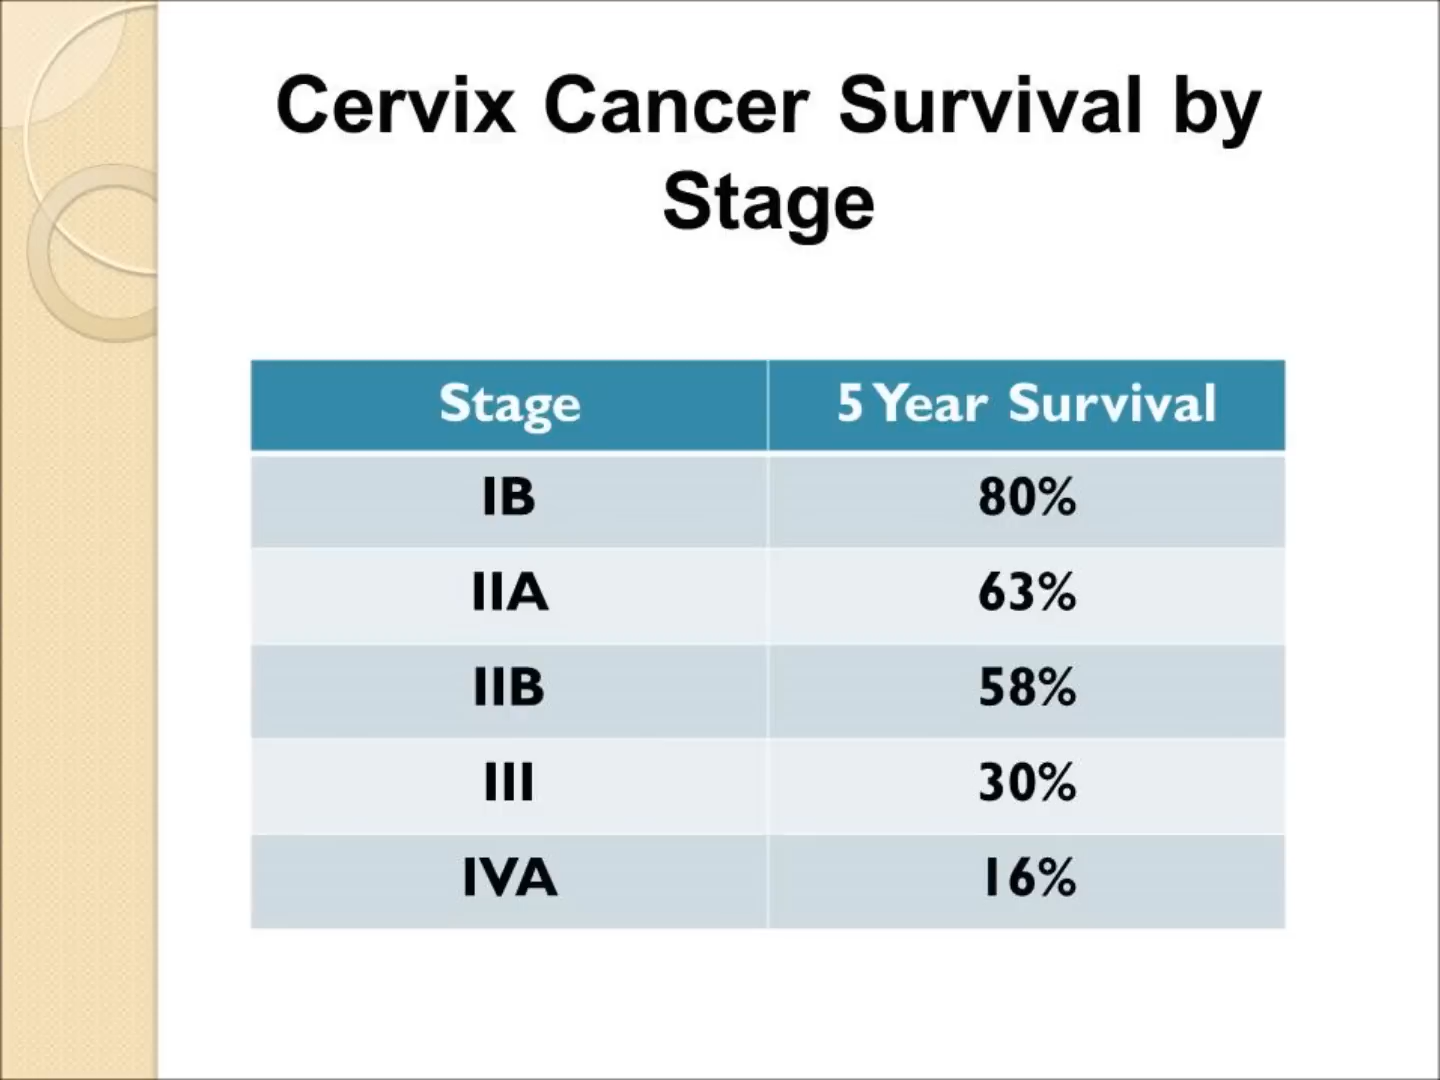 Cervix Cancer Survival by
Stage
Stage 5 Year Survival
IB 80%
IIA 63%
IIB 58%
III 30%
IVA 16%